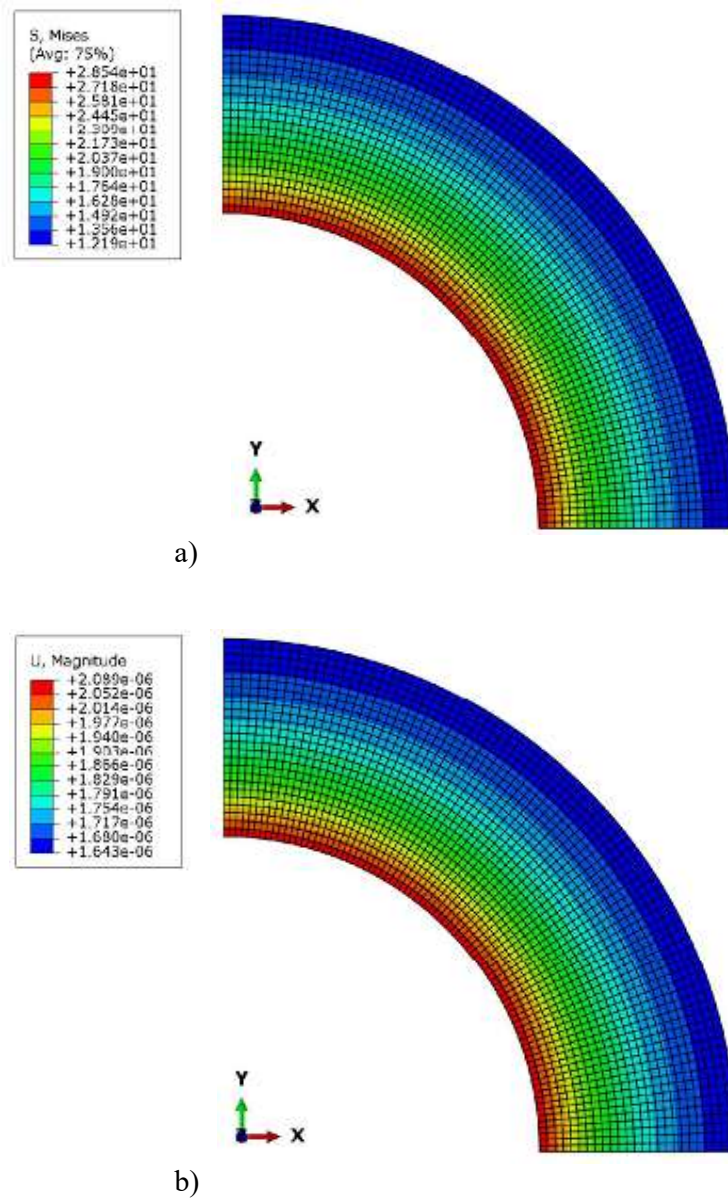 S, Mises
(Avg: 75%)
+2.854e+01
+2.718e+01
+2.581e+01
+2.445e+01
+2.309e+01
+2.173e+01
+2.037e+01
+1.900e+01
+1.764e+01
+1.628e+01
+1.492e+01
+1.356e+01
+1.219e+01
Y
X
a)
U, Magnitude
+2.089e-06
+2.052e-06
+2.014e-06
+1.977e-06
+1.940e-06
+1.903e-06
+1.866e-06
+1.829e-06
+1.791e-06
+1.754e-06
+1.717e-06
+1.680e-06
+1.643e-06
Y
X
b)